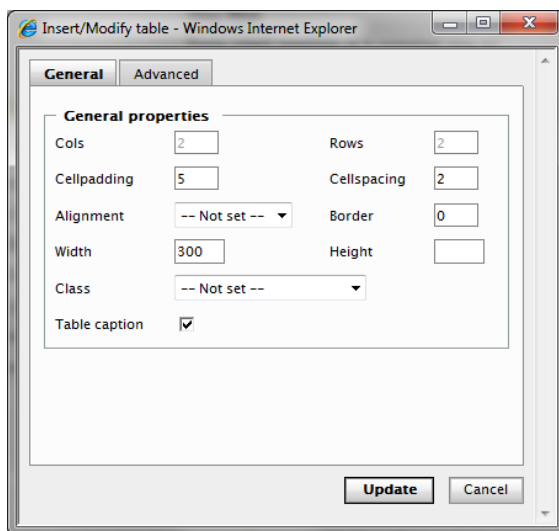 Insert/Modify table - Windows Internet Explorer
General Advanced
General properties
Cols 2 Rows 2
Cellpadding 5 Cellspacing 2
Alignment -- Not set -- Border 0
Width 300 Height
Class -- Not set --
Table caption
Update Cancel